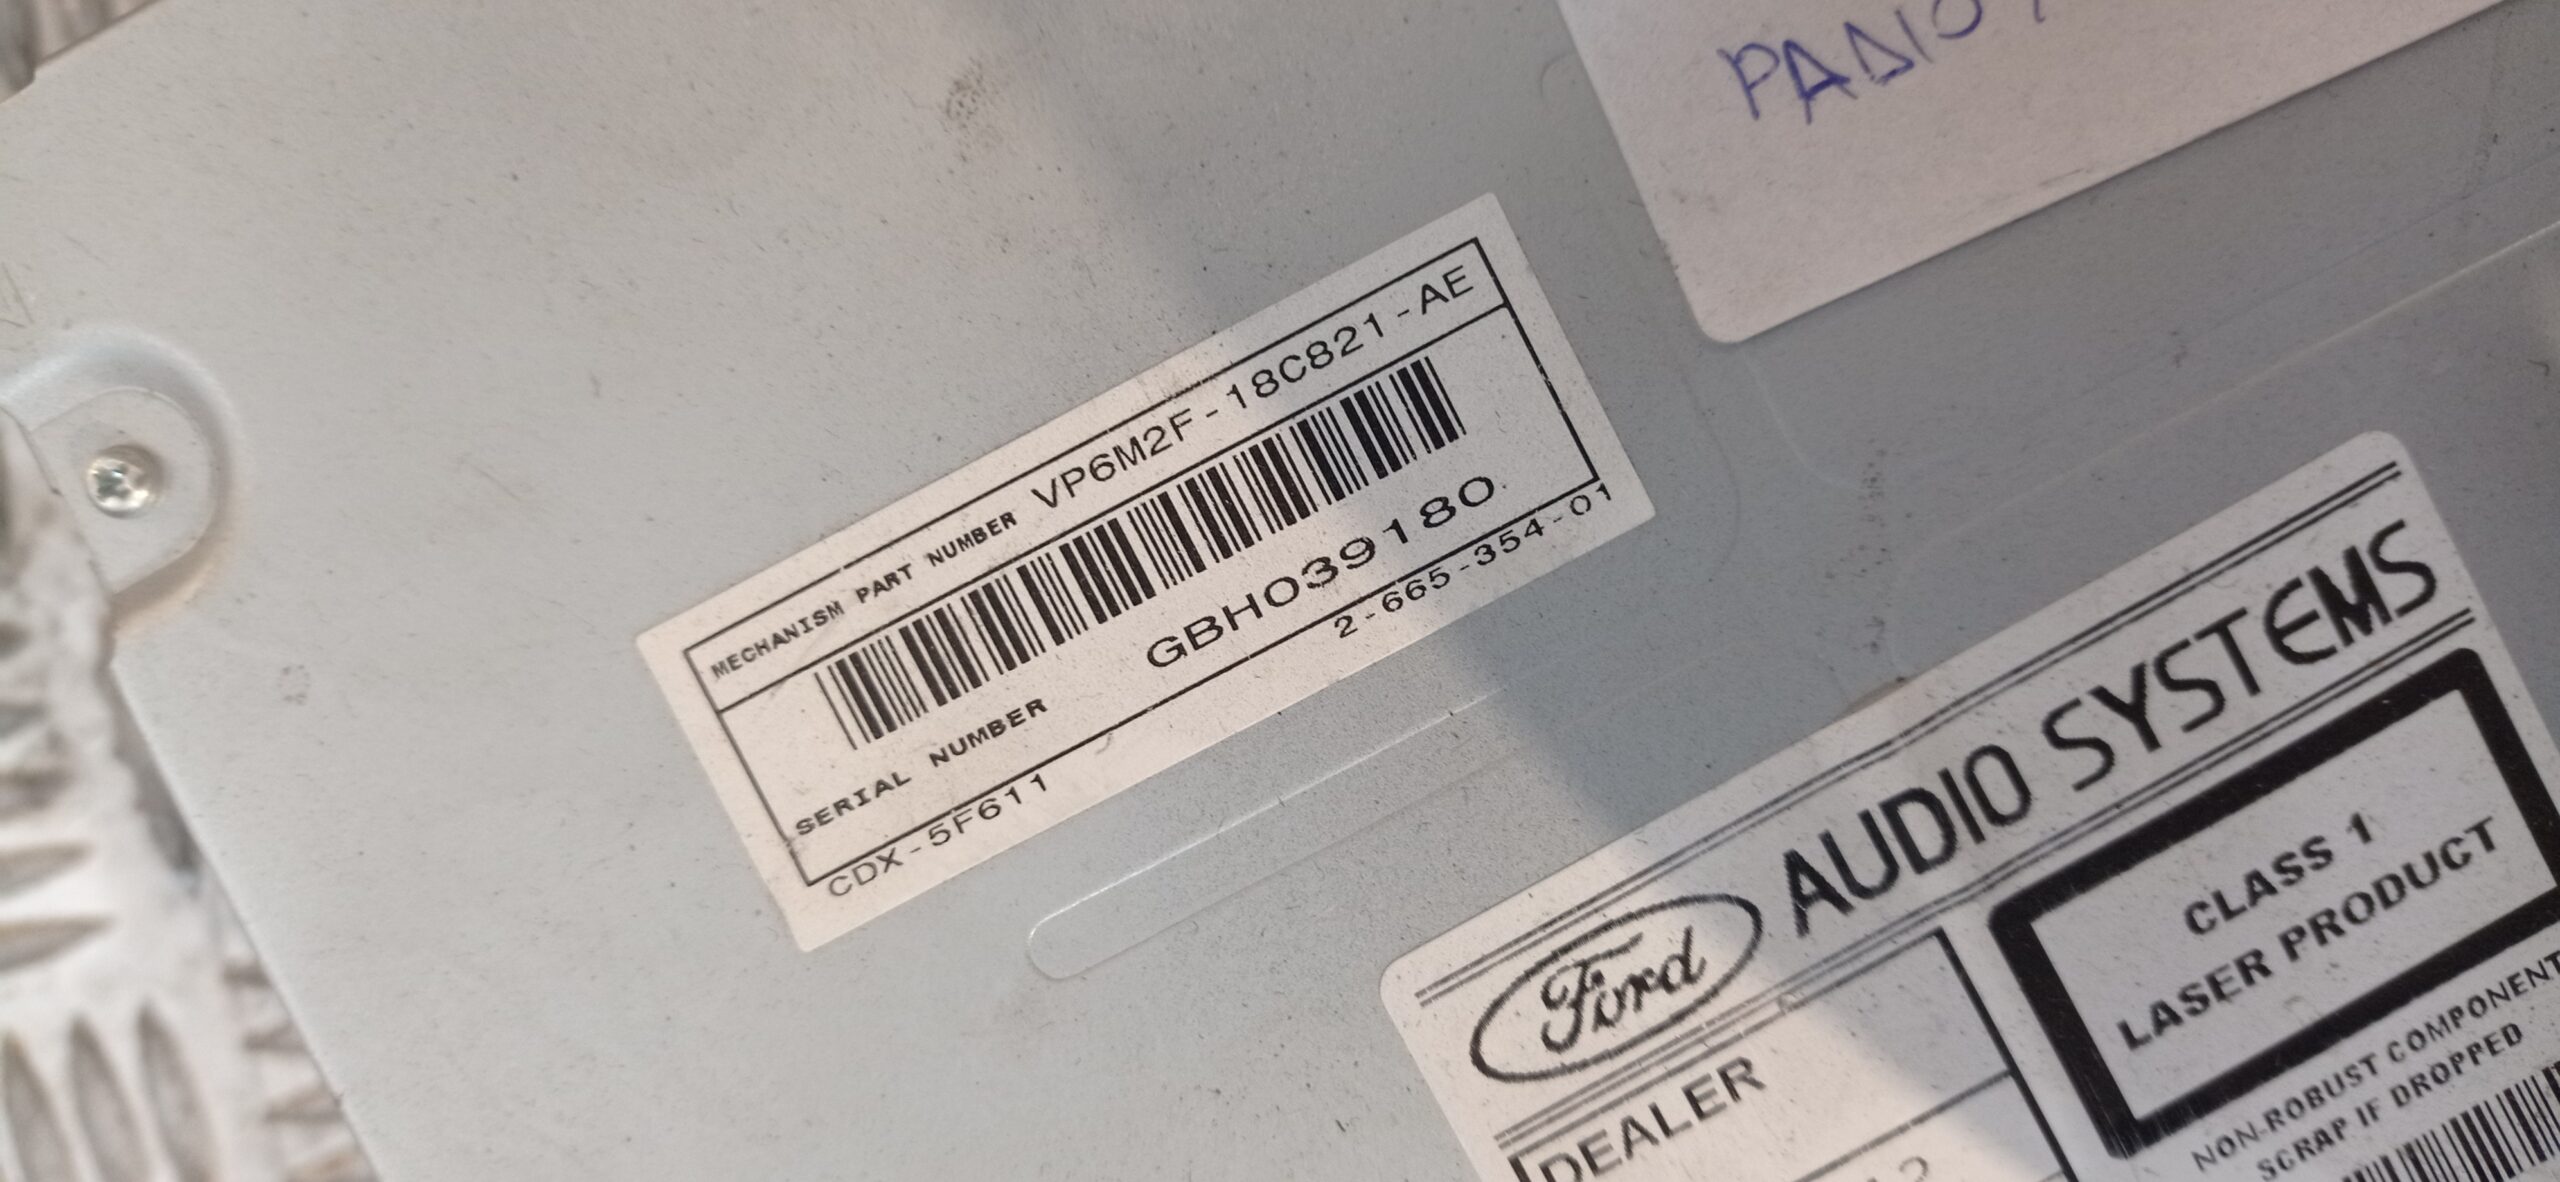 ΡΑΔΙΟ
MECHANISM PART NUMBER VP6M2F-18C821-AE
SERIAL NUMBER GBH039180
CDX-5F611 2-665-354-01
Ford AUDIO SYSTEMS
CLASS 1
LASER PRODUCT
DEALER
NON-ROBUST COMPONENT
SCRAP IF DROPPED